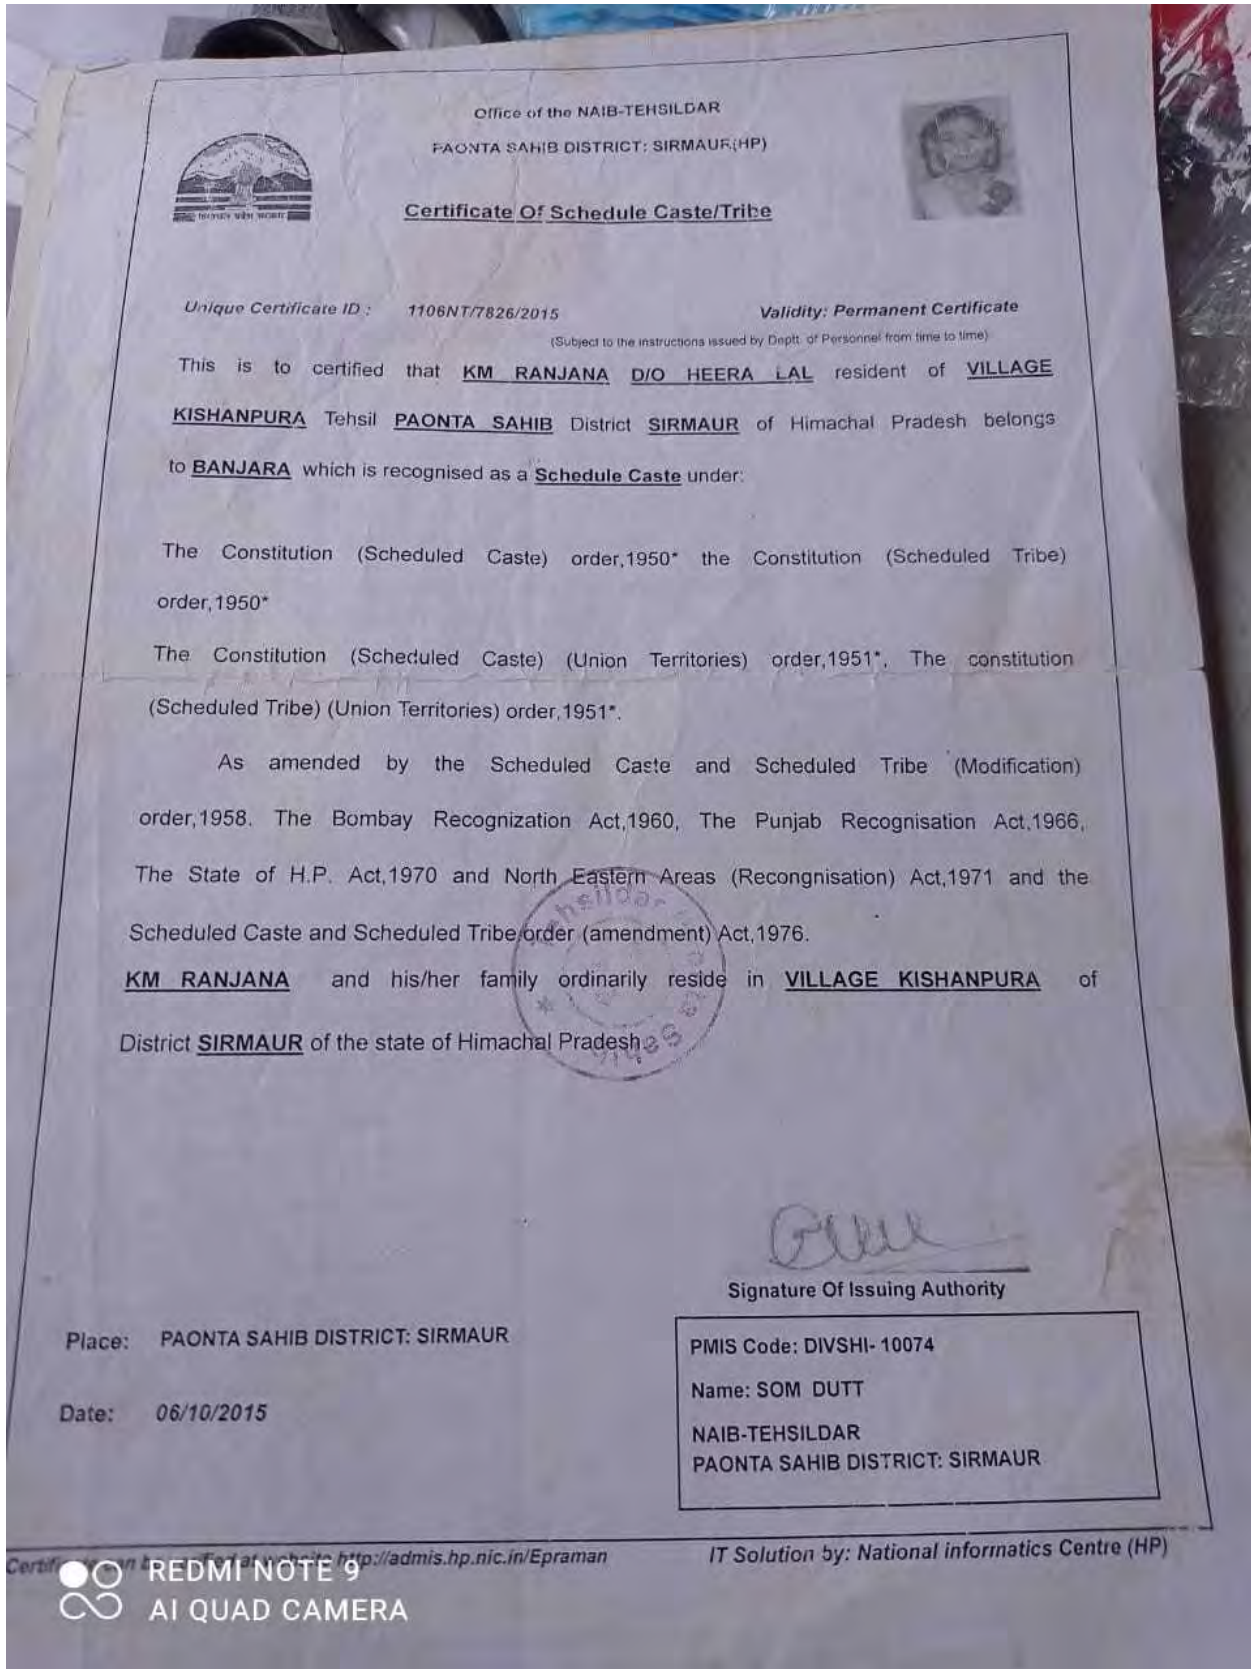 Office of the NAIB-TEHSILDAR
PAONTA SAHIB DISTRICT: SIRMAUR(HP)
Certificate Of Schedule Caste/Tribe
Unique Certificate ID : 1106NT/7826/2015 Validity: Permanent Certificate
(Subject to the instructions issued by Deptt. of Personnel from time to time)
This is to certified that KM RANJANA D/O HEERA LAL resident of VILLAGE
KISHANPURA Tehsil PAONTA SAHIB District SIRMAUR of Himachal Pradesh belongs
to BANJARA which is recognised as a Schedule Caste under:
The Constitution (Scheduled Caste) order,1950* the Constitution (Scheduled Tribe)
order,1950*
The Constitution (Scheduled Caste) (Union Territories) order,1951*, The constitution
(Scheduled Tribe) (Union Territories) order,1951*.
As amended by the Scheduled Caste and Scheduled Tribe (Modification)
order,1958. The Bombay Recognization Act,1960, The Punjab Recognisation Act,1966,
The State of H.P. Act,1970 and North Eastern Areas (Recongnisation) Act,1971 and the
Scheduled Caste and Scheduled Tribe order (amendment) Act,1976.
KM RANJANA and his/her family ordinarily reside in VILLAGE KISHANPURA of
District SIRMAUR of the state of Himachal Pradesh
Signature Of Issuing Authority
Place: PAONTA SAHIB DISTRICT: SIRMAUR
Date: 06/10/2015
PMIS Code: DIVSHI- 10074
Name: SOM DUTT
NAIB-TEHSILDAR
PAONTA SAHIB DISTRICT: SIRMAUR
http://admis.hp.nic.in/Epraman
IT Solution by: National informatics Centre (HP)
REDMI NOTE 9
AI QUAD CAMERA